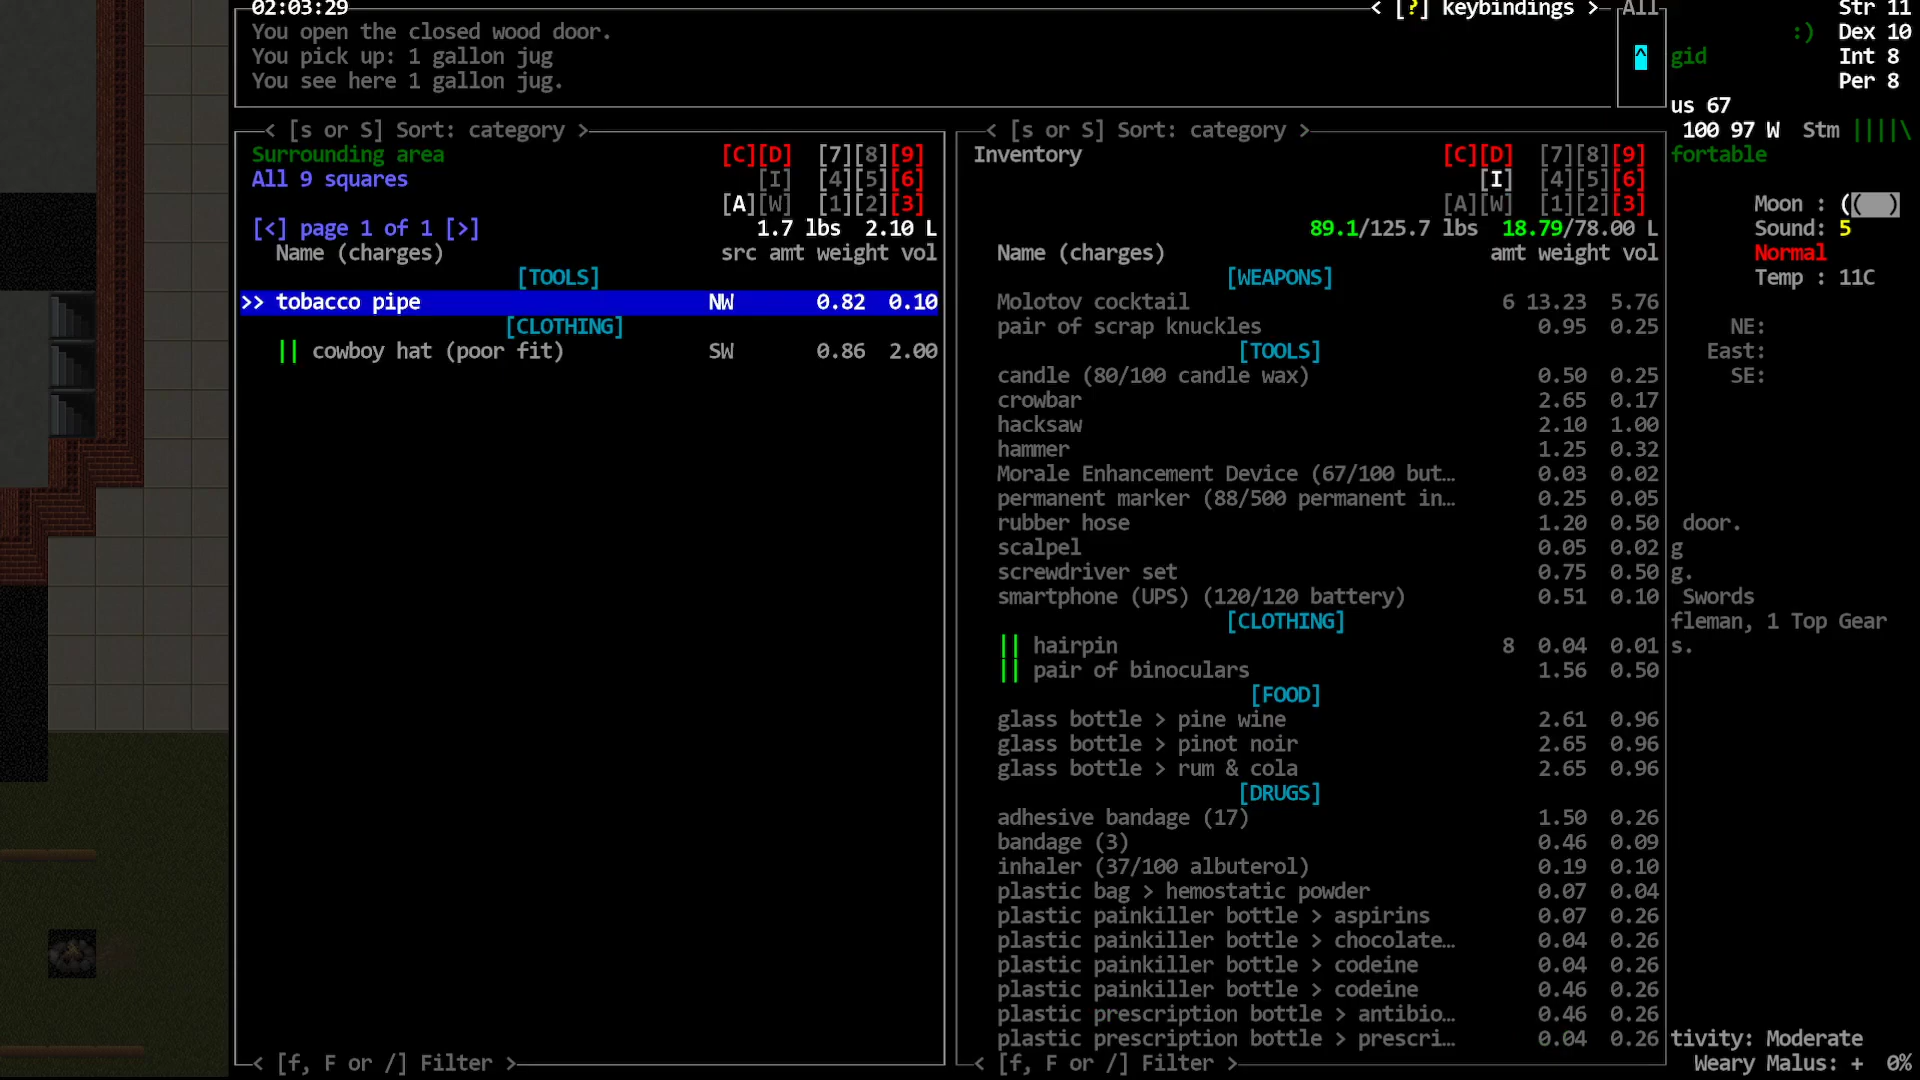 02:03:29
< [?] keybindings >
All
Str 11
You open the closed wood door.
:) Dex 10
You pick up: 1 gallon jug
^
gid
Int 8
You see here 1 gallon jug.
Per 8
us 67
< [s or S] Sort: category >
< [s or S] Sort: category >
100 97 W Stm ||||\
Surrounding area [C][D] [7][8][9]
Inventory [C][D] [7][8][9]
fortable
All 9 squares [I] [4][5][6]
[I] [4][5][6]
[A][W] [1][2][3]
[A][W] [1][2][3]
Moon : (( )
[<] page 1 of 1 [>] 1.7 lbs 2.10 L
89.1/125.7 lbs 18.79/78.00 L
Sound: 5
Name (charges) src amt weight vol
Name (charges) amt weight vol
Normal
[TOOLS]
[WEAPONS]
Temp : 11C
>> tobacco pipe NW 0.82 0.10
Molotov cocktail 6 13.23 5.76
[CLOTHING]
pair of scrap knuckles 0.95 0.25
NE:
|| cowboy hat (poor fit) SW 0.86 2.00
[TOOLS]
East:
candle (80/100 candle wax) 0.50 0.25
SE:
crowbar 2.65 0.17
hacksaw 2.10 1.00
hammer 1.25 0.32
Morale Enhancement Device (67/100 but… 0.03 0.02
permanent marker (88/500 permanent in… 0.25 0.05
rubber hose 1.20 0.50
door.
scalpel 0.05 0.02
g
screwdriver set 0.75 0.50
g.
smartphone (UPS) (120/120 battery) 0.51 0.10
Swords
[CLOTHING]
fleman, 1 Top Gear
|| hairpin 8 0.04 0.01
s.
|| pair of binoculars 1.56 0.50
[FOOD]
glass bottle > pine wine 2.61 0.96
glass bottle > pinot noir 2.65 0.96
glass bottle > rum & cola 2.65 0.96
[DRUGS]
adhesive bandage (17) 1.50 0.26
bandage (3) 0.46 0.09
inhaler (37/100 albuterol) 0.19 0.10
plastic bag > hemostatic powder 0.07 0.04
plastic painkiller bottle > aspirins 0.07 0.26
plastic painkiller bottle > chocolate… 0.04 0.26
plastic painkiller bottle > codeine 0.04 0.26
plastic painkiller bottle > codeine 0.46 0.26
plastic prescription bottle > antibio… 0.46 0.26
plastic prescription bottle > prescri… 0.04 0.26
tivity: Moderate
< [f, F or /] Filter >
< [f, F or /] Filter >
Weary Malus: + 0%